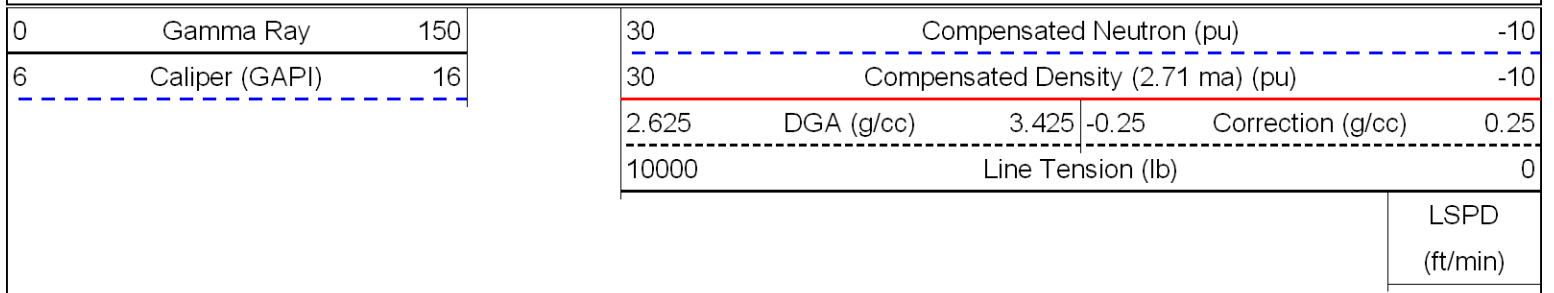 0 Gamma Ray 150 30 Compensated Neutron (pu) -10
6 Caliper (GAPI) 16 30 Compensated Density (2.71 ma) (pu) -10
2.625 DGA (g/cc) 3.425 -0.25 Correction (g/cc) 0.25
10000 Line Tension (lb) 0
LSPD
(ft/min)